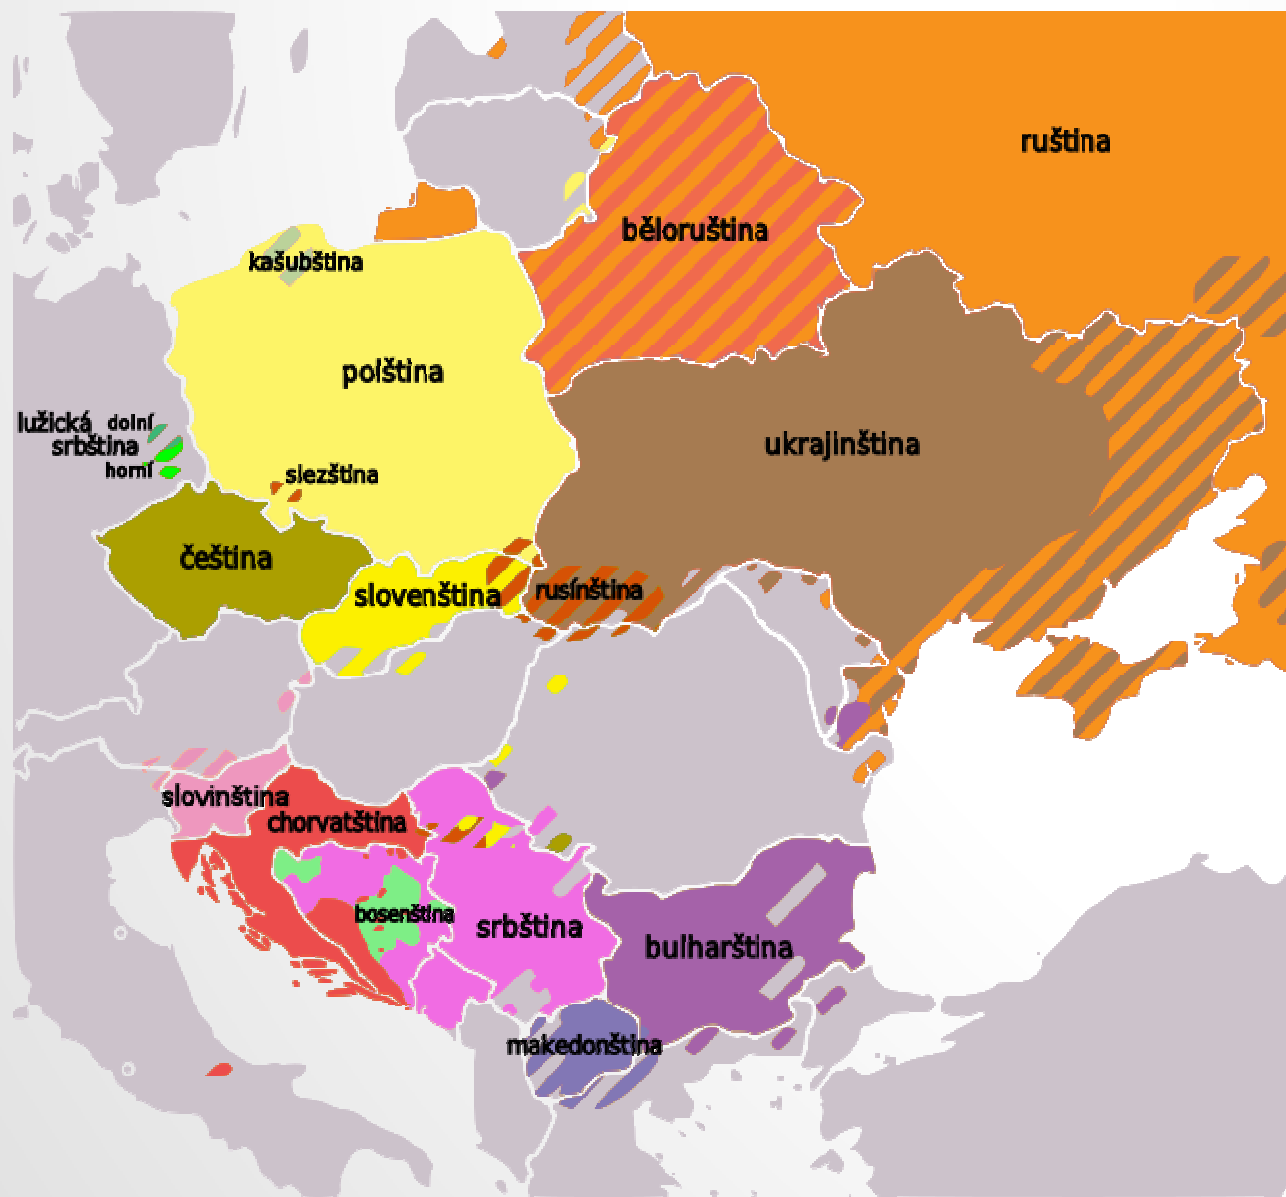 ruština
běloruština
kašubština
polština
lužická dolní
srbština
horní
slezština
ukrajinština
čeština
slovenština
rusínština
slovinština
chorvatština
bosenština
srbština
bulharština
makedonština